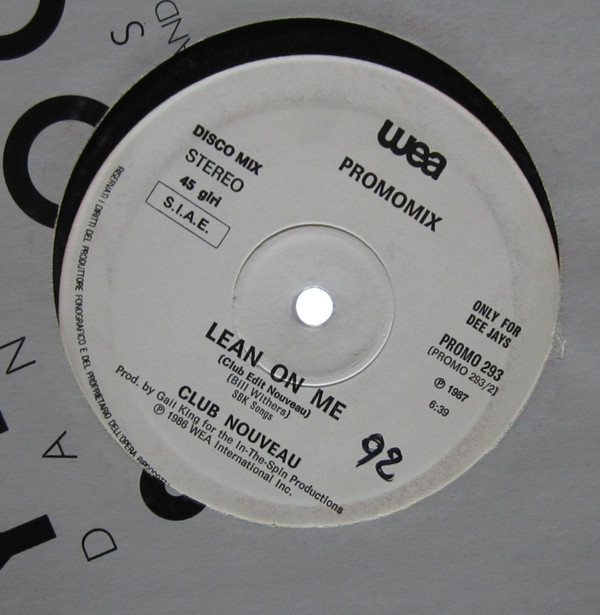 wea
PROMOMIX
DISCO MIX
STEREO
45 giri
S.I.A.E.
ONLY FOR
DEE JAYS
PROMO 293
(PROMO 293/2)
℗ 1987
6:39
LEAN ON ME
(Club Edit Nouveau)
(Bill Withers)
SBK Songs
CLUB NOUVEAU
Prod. by Gail King for the In-The-Spin Productions
℗ 1986 WEA International Inc.
92
RISERVATI I DIRITTI DEL PRODUTTORE FONOGRAFICO E DEL PROPRIETARIO DELL'OPERA
AND
S
N
A
D